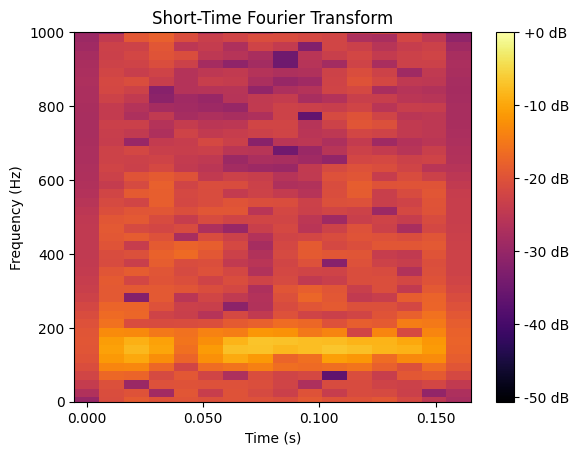 Short-Time Fourier Transform
1000
800
600
400
200
0
Frequency (Hz)
0.000
0.050
0.100
0.150
Time (s)
+0 dB
-10 dB
-20 dB
-30 dB
-40 dB
-50 dB